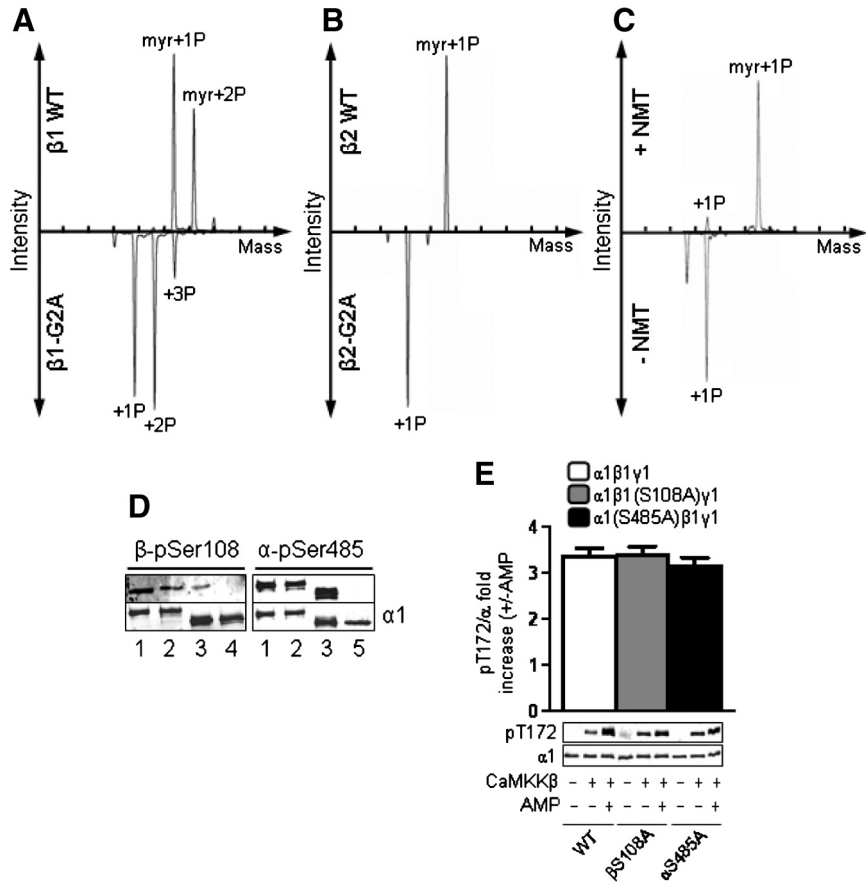 A
myr+1P
myr+2P
β1 WT
Intensity
Mass
+3P
β1-G2A
+1P
+2P
B
myr+1P
β2 WT
Intensity
Mass
β2-G2A
+1P
C
myr+1P
+ NMT
+1P
Intensity
Mass
- NMT
+1P
D
β-pSer108 α-pSer485
α1
1 2 3 4 1 2 3 5
E
α1β1γ1
α1β1(S108A)γ1
α1(S485A)β1γ1
pT172/α fold
increase (+/-AMP
4
3
2
1
0
pT172
α1
CaMKKβ - + + - + + - + +
AMP - - + - - + - - +
WT βS108A αS485A